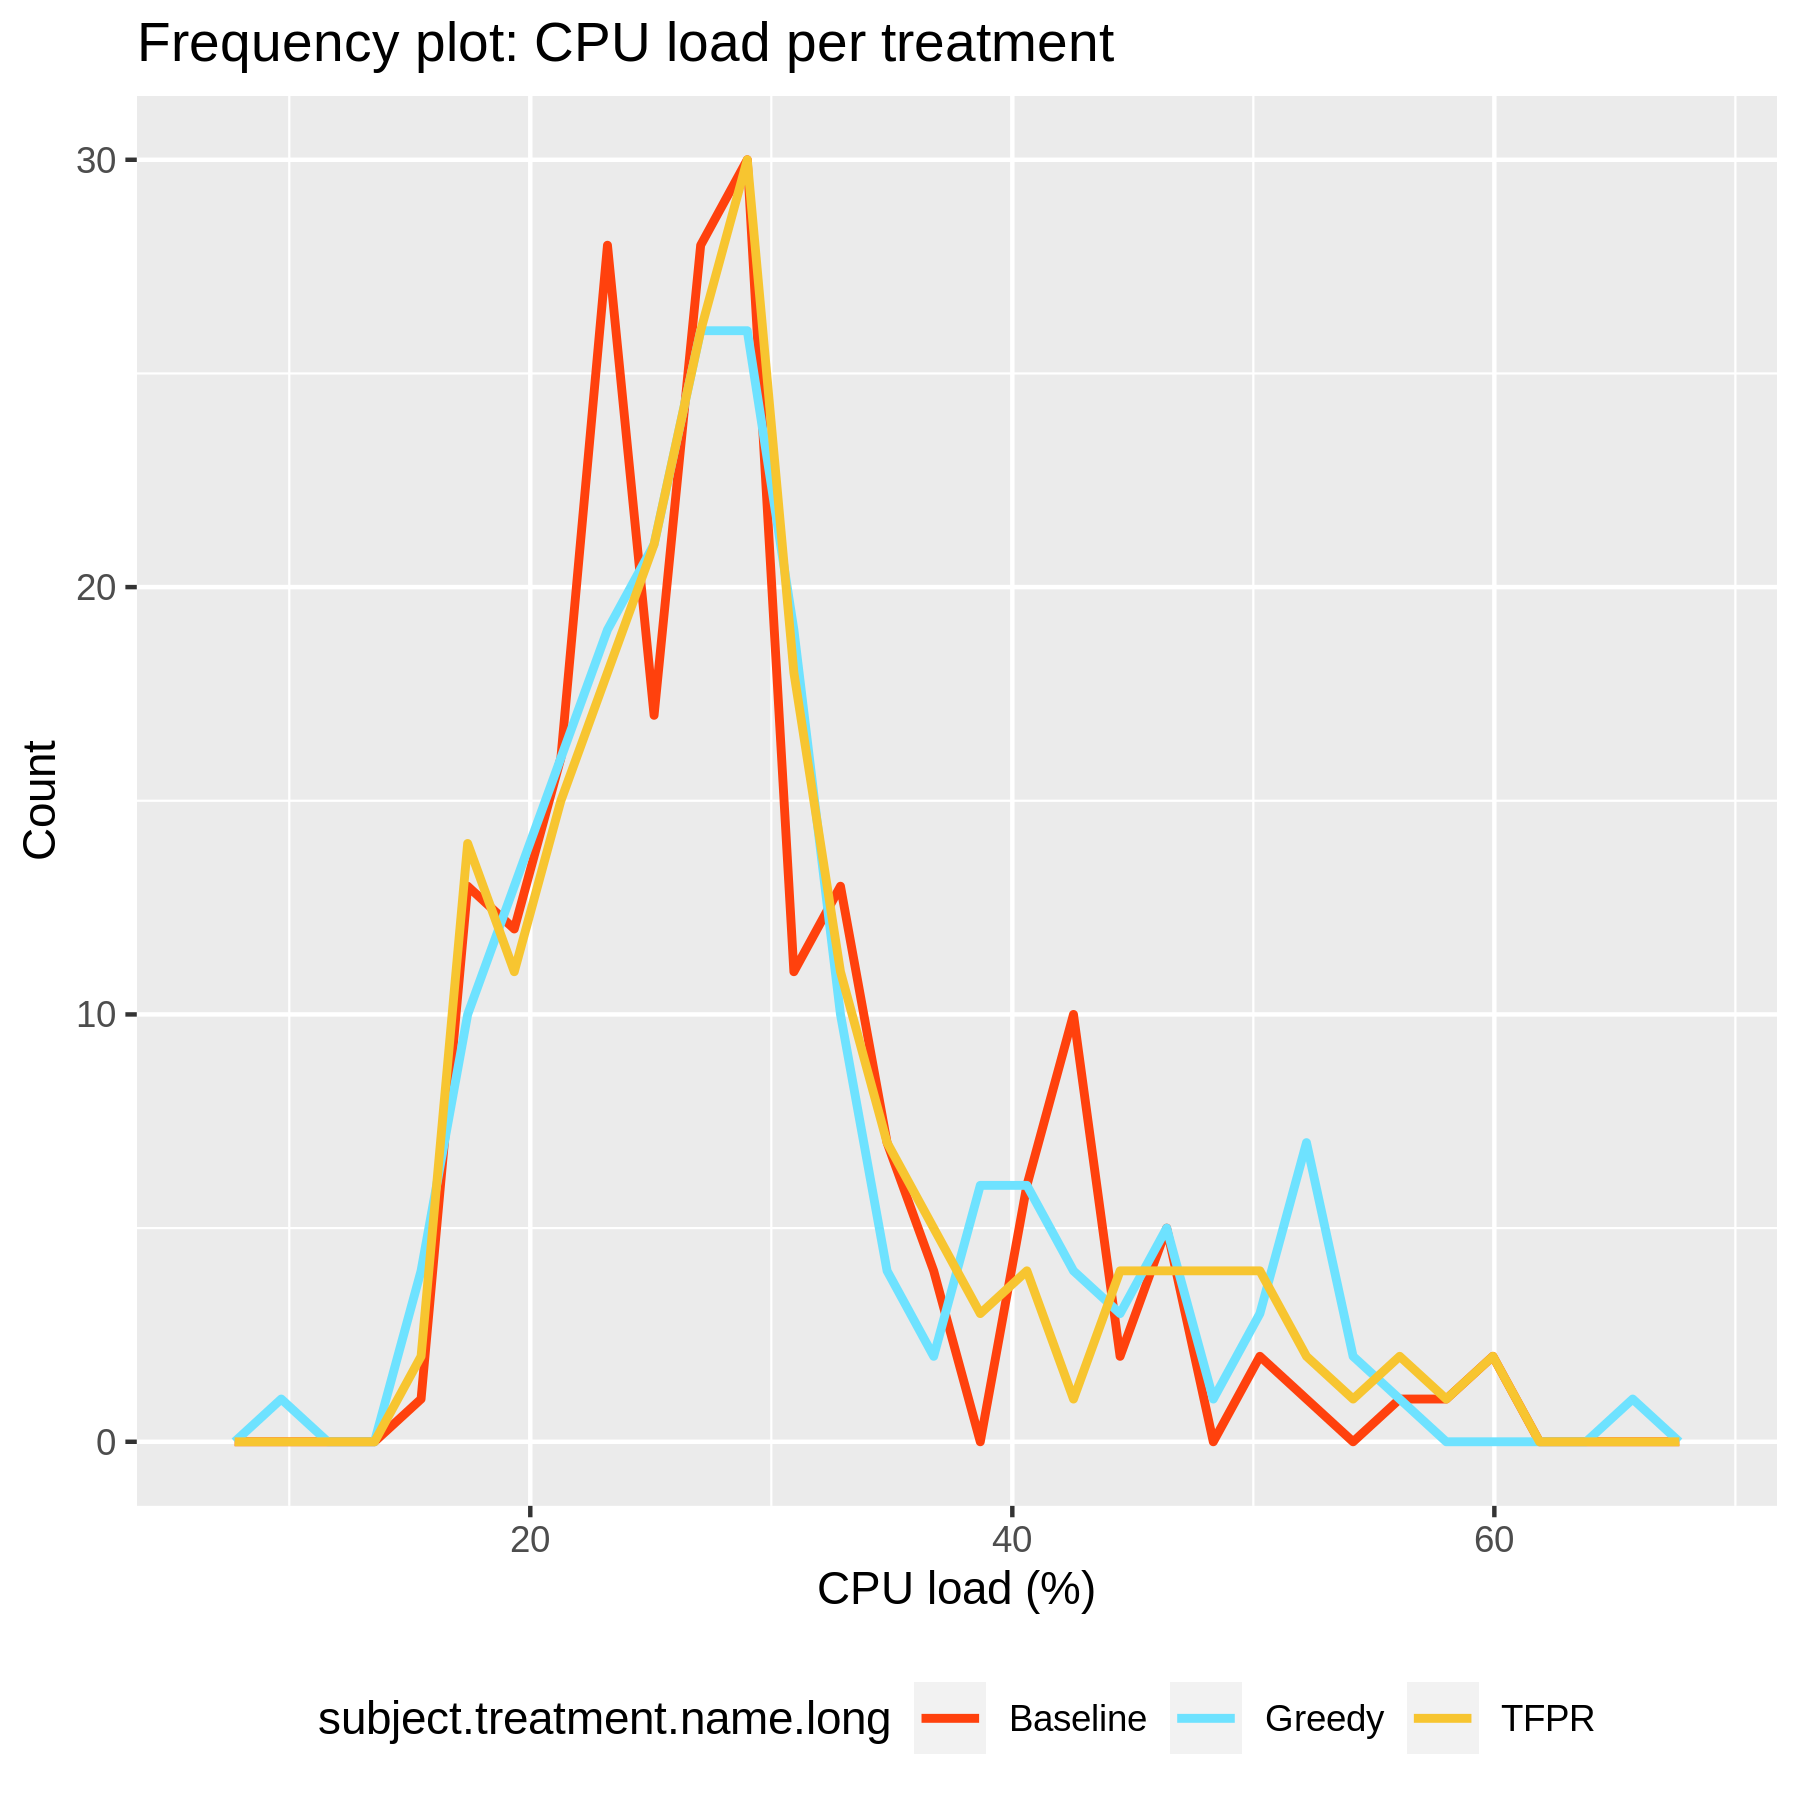 Frequency plot: CPU load per treatment
30
20
10
0
Count
20 40 60
CPU load (%)
subject.treatment.name.long Baseline Greedy TFPR